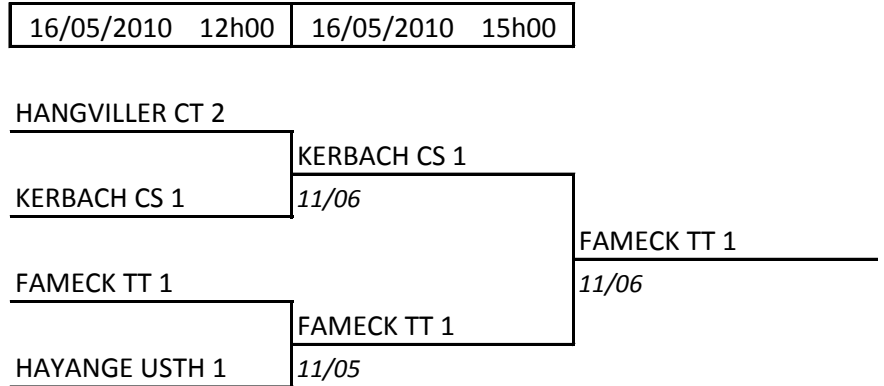 16/05/2010 12h00 16/05/2010 15h00
HANGVILLER CT 2
KERBACH CS 1
KERBACH CS 1 11/06
FAMECK TT 1
FAMECK TT 1 11/06
FAMECK TT 1
HAYANGE USTH 1 11/05